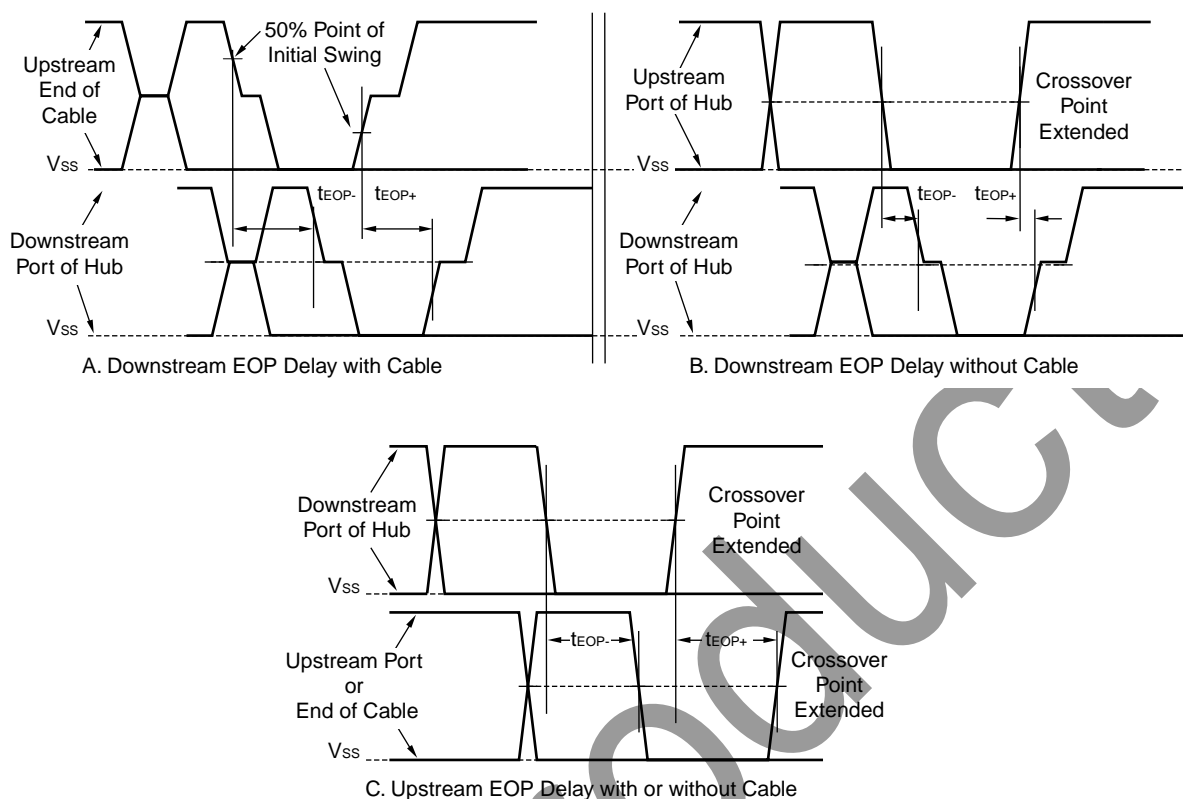 50% Point of
Initial Swing
Upstream
End of
Cable
VSS
tEOP-
tEOP+
Downstream
Port of Hub
VSS
A. Downstream EOP Delay with Cable
Upstream
Port of Hub
Crossover
Point
Extended
VSS
tEOP-
tEOP+
Downstream
Port of Hub
VSS
B. Downstream EOP Delay without Cable
Downstream
Port of Hub
Crossover
Point
Extended
VSS
tEOP-
tEOP+
Upstream Port
or
End of Cable
Crossover
Point
Extended
VSS
C. Upstream EOP Delay with or without Cable